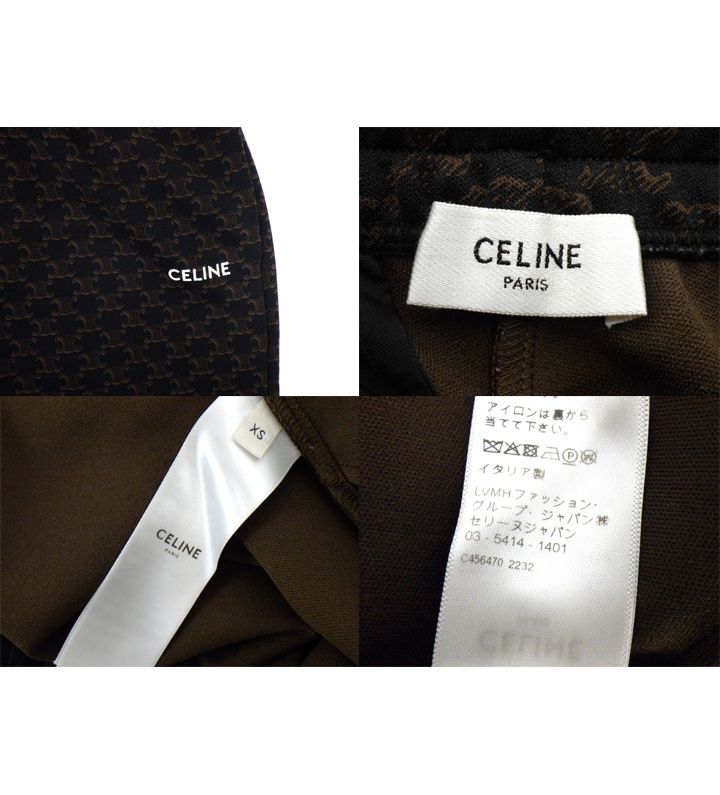 CELINE
CELINE
PARIS
XS
CELINE
PARIS
アイロンは裏から
当てて下さい。
イタリア製
LVMHファッション・
グループ・ジャパン㈱
セリーヌジャパン
03 - 5414 - 1401
C456470 2232
CELINE